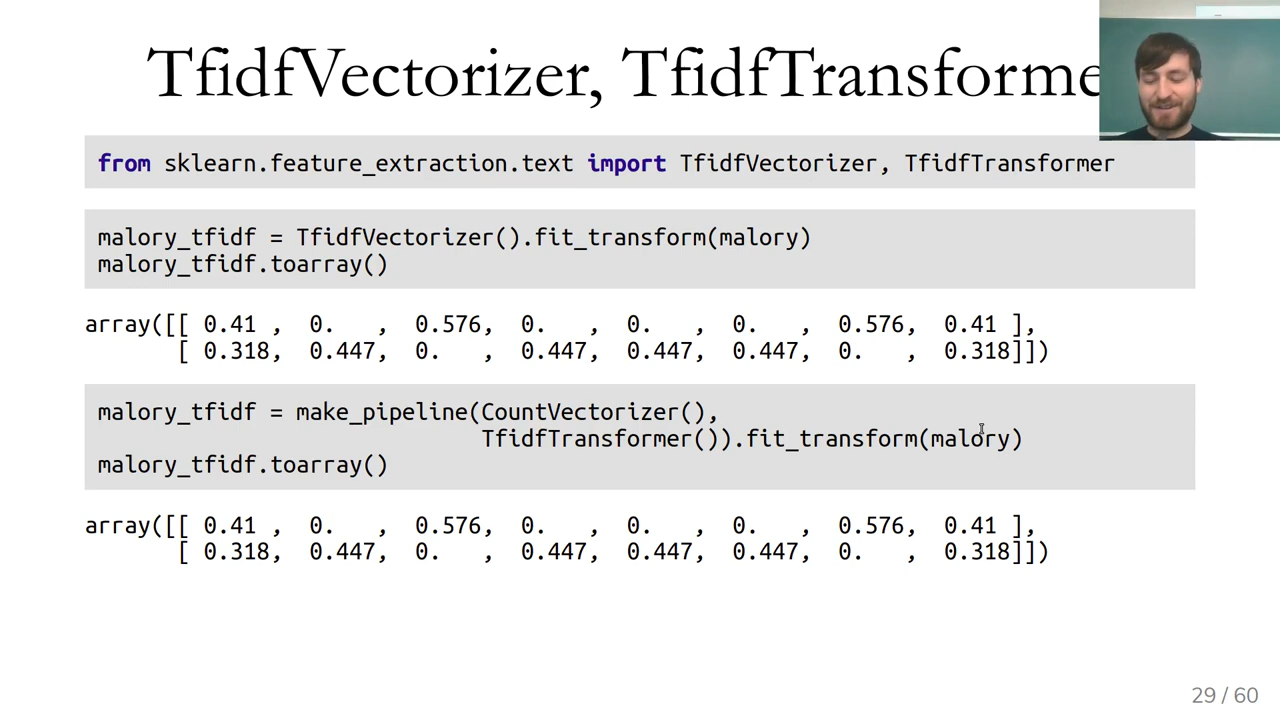 TfidfVectorizer, TfidfTransforme
from sklearn.feature_extraction.text import TfidfVectorizer, TfidfTransformer
malory_tfidf = TfidfVectorizer().fit_transform(malory)
malory_tfidf.toarray()
array([[ 0.41 ,  0.   ,  0.576,  0.   ,  0.   ,  0.   ,  0.576,  0.41 ],
       [ 0.318,  0.447,  0.   ,  0.447,  0.447,  0.447,  0.   ,  0.318]])
malory_tfidf = make_pipeline(CountVectorizer(),
                             TfidfTransformer()).fit_transform(malory)
malory_tfidf.toarray()
array([[ 0.41 ,  0.   ,  0.576,  0.   ,  0.   ,  0.   ,  0.576,  0.41 ],
       [ 0.318,  0.447,  0.   ,  0.447,  0.447,  0.447,  0.   ,  0.318]])
29 / 60